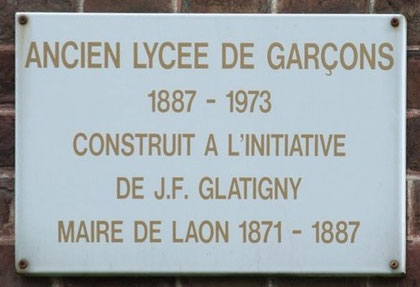 ANCIEN LYCEE DE GARÇONS
1887 - 1973
CONSTRUIT A L'INITIATIVE
DE J.F. GLATIGNY
MAIRE DE LAON 1871 - 1887